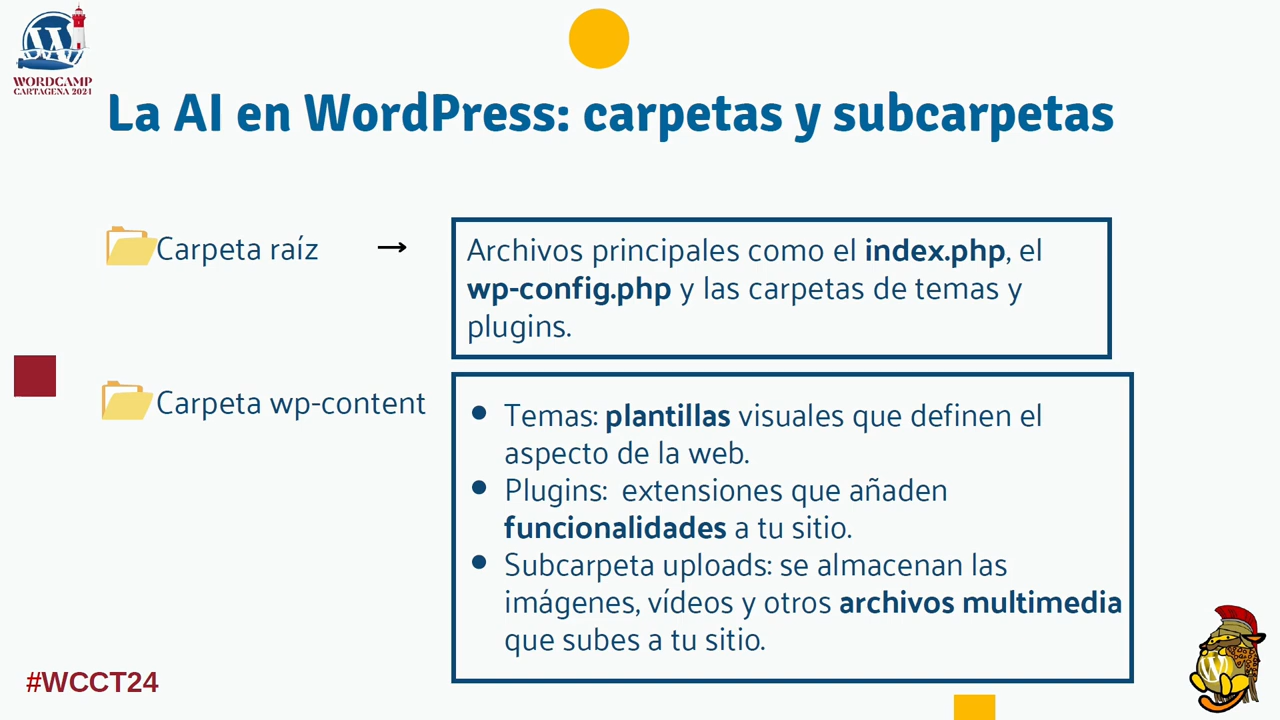 WORDCAMP
CARTAGENA 2024
La AI en WordPress: carpetas y subcarpetas
Carpeta raíz →
Archivos principales como el index.php, el
wp-config.php y las carpetas de temas y
plugins.
Carpeta wp-content
• Temas: plantillas visuales que definen el
aspecto de la web.
• Plugins: extensiones que añaden
funcionalidades a tu sitio.
• Subcarpeta uploads: se almacenan las
imágenes, vídeos y otros archivos multimedia
que subes a tu sitio.
#WCCT24